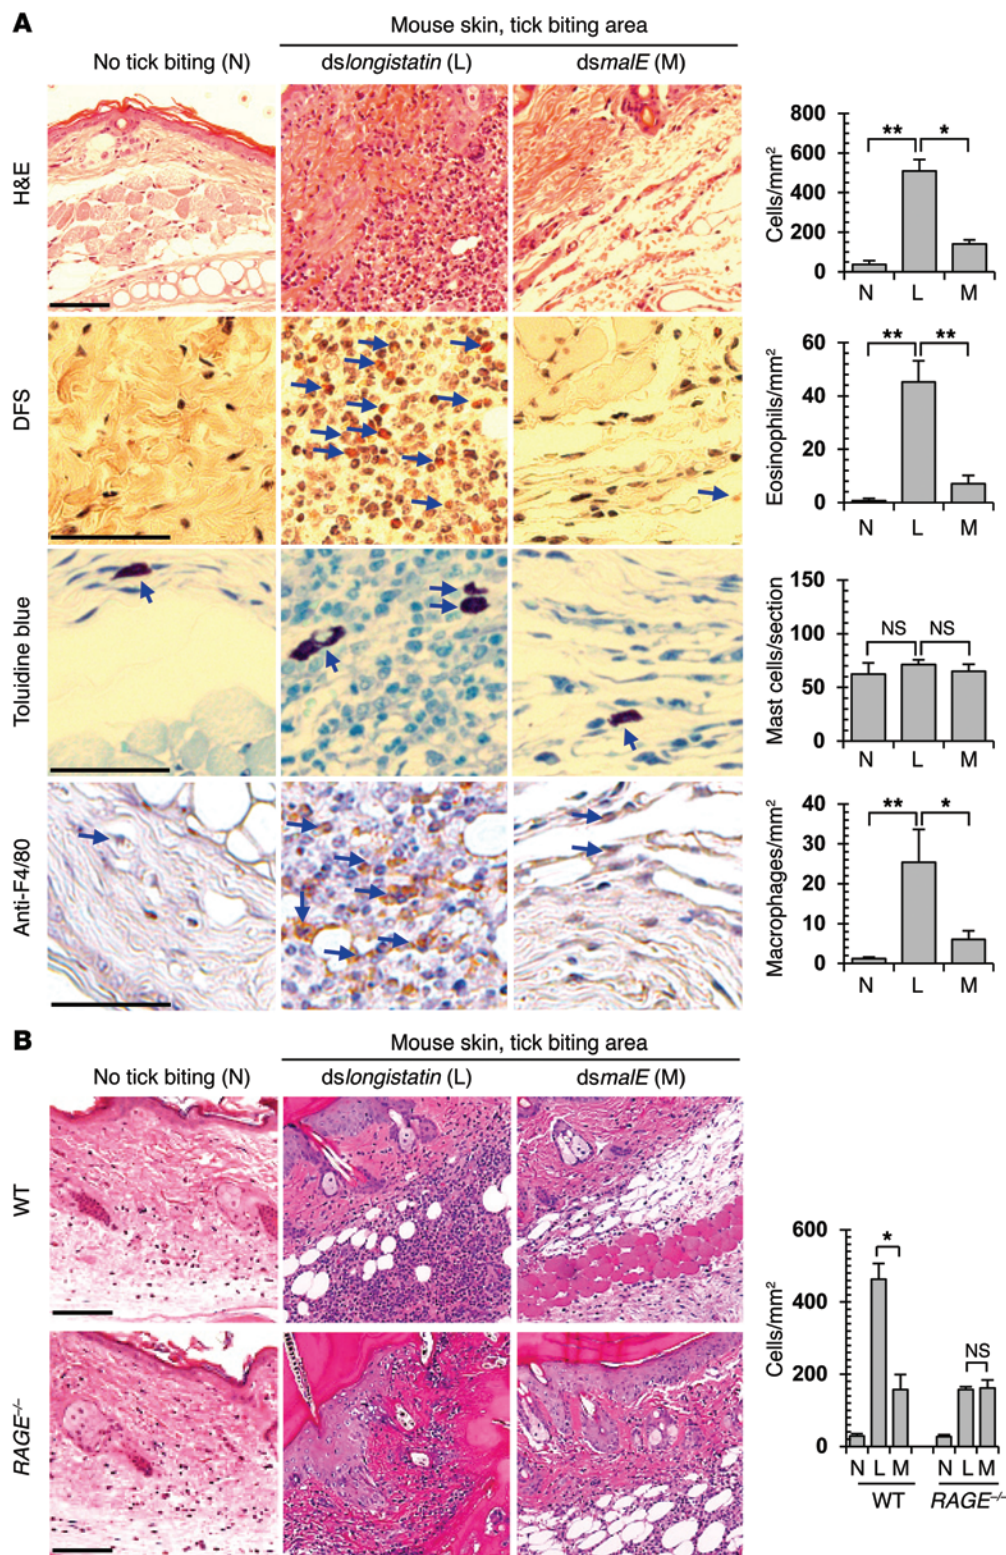 A
Mouse skin, tick biting area
No tick biting (N)
dslongistatin (L)
dsmalE (M)
H&E
Cells/mm²
800
600
400
200
0
** *
N L M
DFS
Eosinophils/mm²
60
40
20
0
** **
N L M
Toluidine blue
Mast cells/section
150
100
50
0
NS NS
N L M
Anti-F4/80
Macrophages/mm²
40
30
20
10
0
** *
N L M
B
Mouse skin, tick biting area
No tick biting (N)
dslongistatin (L)
dsmalE (M)
WT
RAGE⁻/⁻
Cells/mm²
600
400
200
0
*
NS
N L M N L M
WT RAGE⁻/⁻